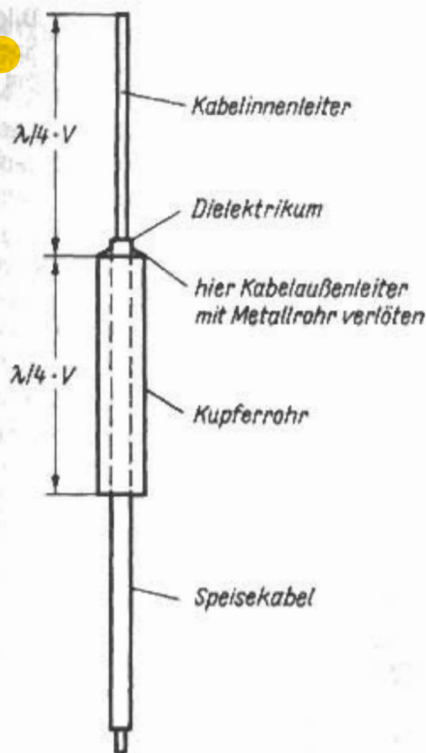 λ/4 · V
Kabelinnenleiter
Dielektrikum
hier Kabelaußenleiter
mit Metallrohr verlöten
λ/4 · V
Kupferrohr
Speisekabel